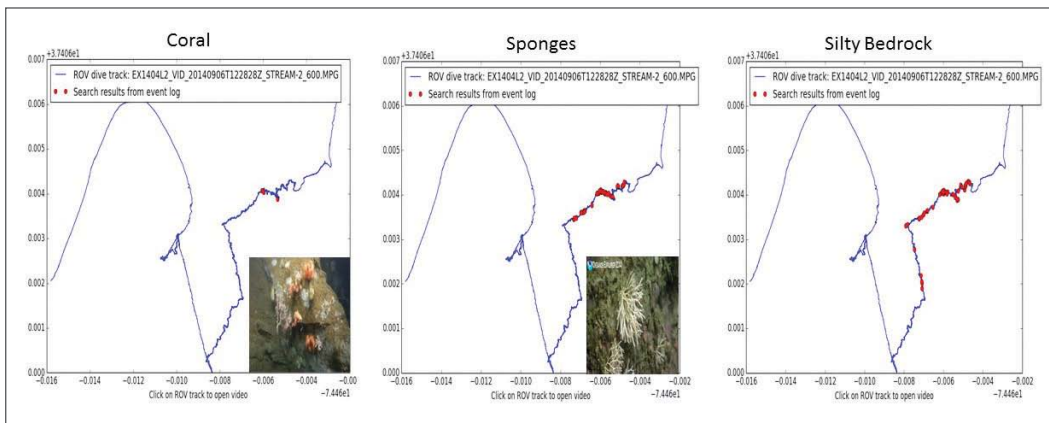 Coral
+3.7406e1
0.007
ROV dive track: EX1404L2_VID_20140906T122828Z_STREAM-2_600.MPG
Search results from event log
0.006
0.005
0.004
0.003
0.002
0.001
0.000
−0.016 −0.014 −0.012 −0.010 −0.008 −0.006 −0.004 −0.00
−7.446e1
Click on ROV track to open video
Sponges
+3.7406e1
0.007
ROV dive track: EX1404L2_VID_20140906T122828Z_STREAM-2_600.MPG
Search results from event log
0.006
0.005
0.004
0.003
0.002
0.001
0.000
−0.016 −0.014 −0.012 −0.010 −0.008 −0.006 −0.004 −0.002
−7.446e1
Click on ROV track to open video
Silty Bedrock
+3.7406e1
0.007
ROV dive track: EX1404L2_VID_20140906T122828Z_STREAM-2_600.MPG
Search results from event log
0.006
0.005
0.004
0.003
0.002
0.001
0.000
−0.016 −0.014 −0.012 −0.010 −0.008 −0.006 −0.004 −0.002
−7.446e1
Click on ROV track to open video